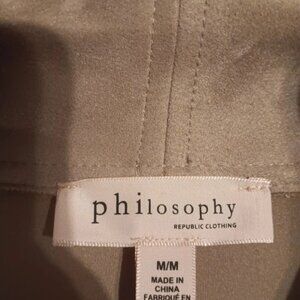 philosophy
REPUBLIC CLOTHING
M/M
MADE IN
CHINA
FABRIQUÉ EN